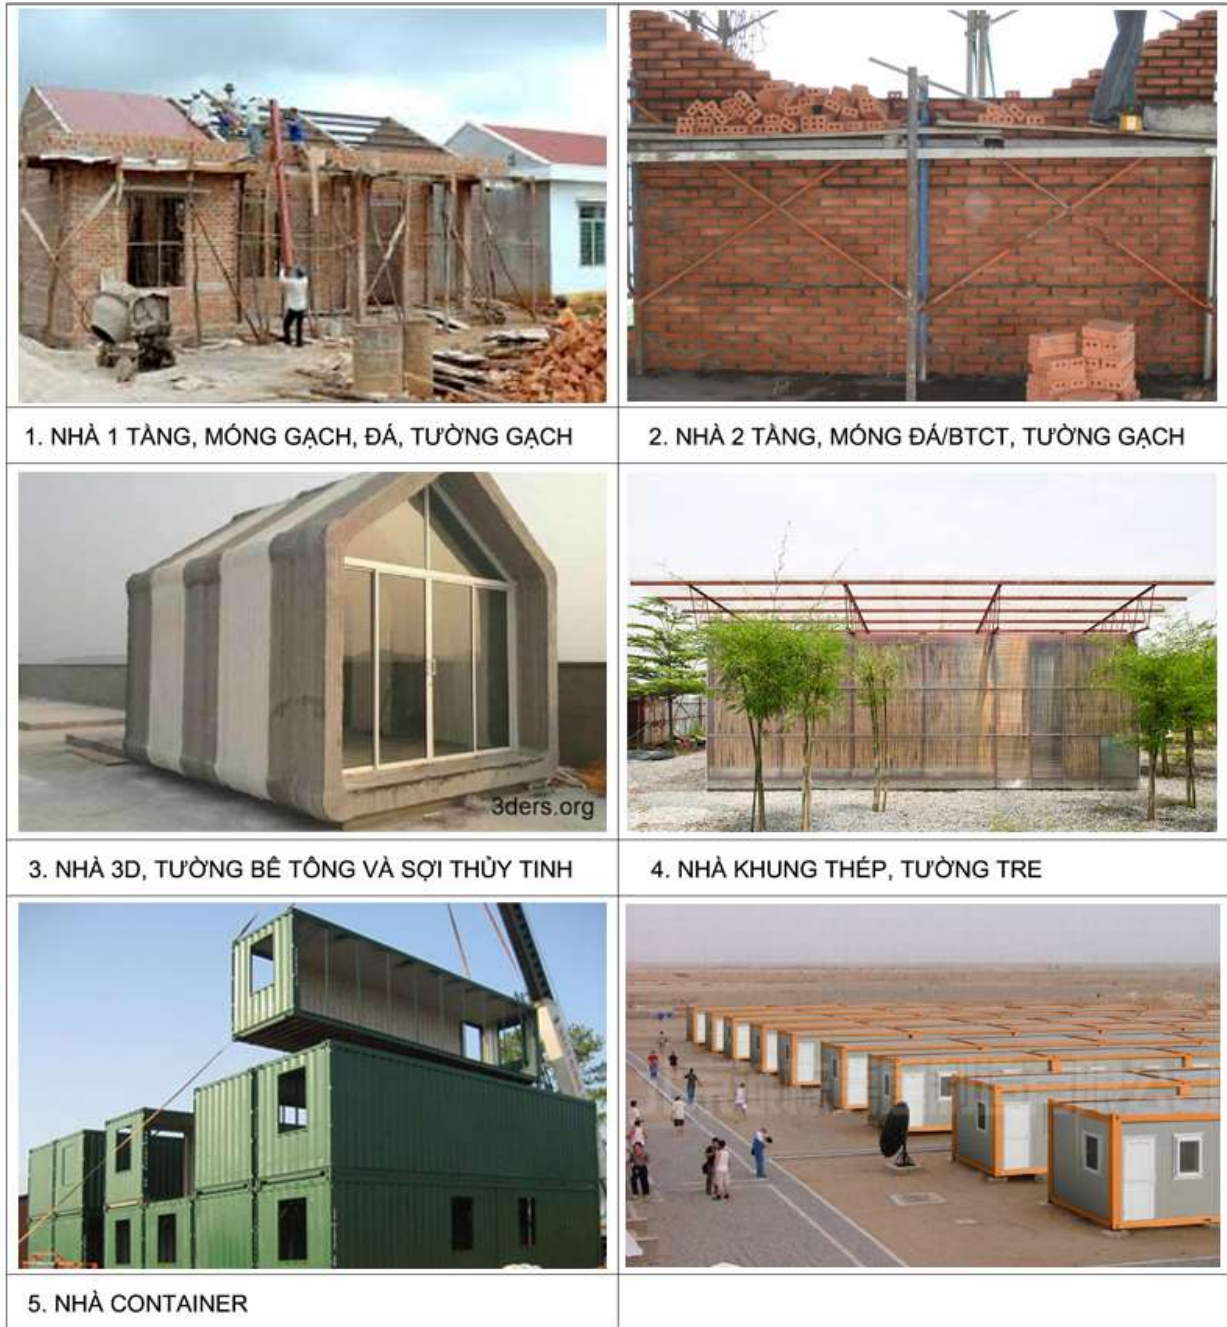 1. NHÀ 1 TẦNG, MÓNG GẠCH, ĐÁ, TƯỜNG GẠCH
2. NHÀ 2 TẦNG, MÓNG ĐÁ/BTCT, TƯỜNG GẠCH
3ders.org
3. NHÀ 3D, TƯỜNG BÊ TÔNG VÀ SỢI THỦY TINH
4. NHÀ KHUNG THÉP, TƯỜNG TRE
5. NHÀ CONTAINER